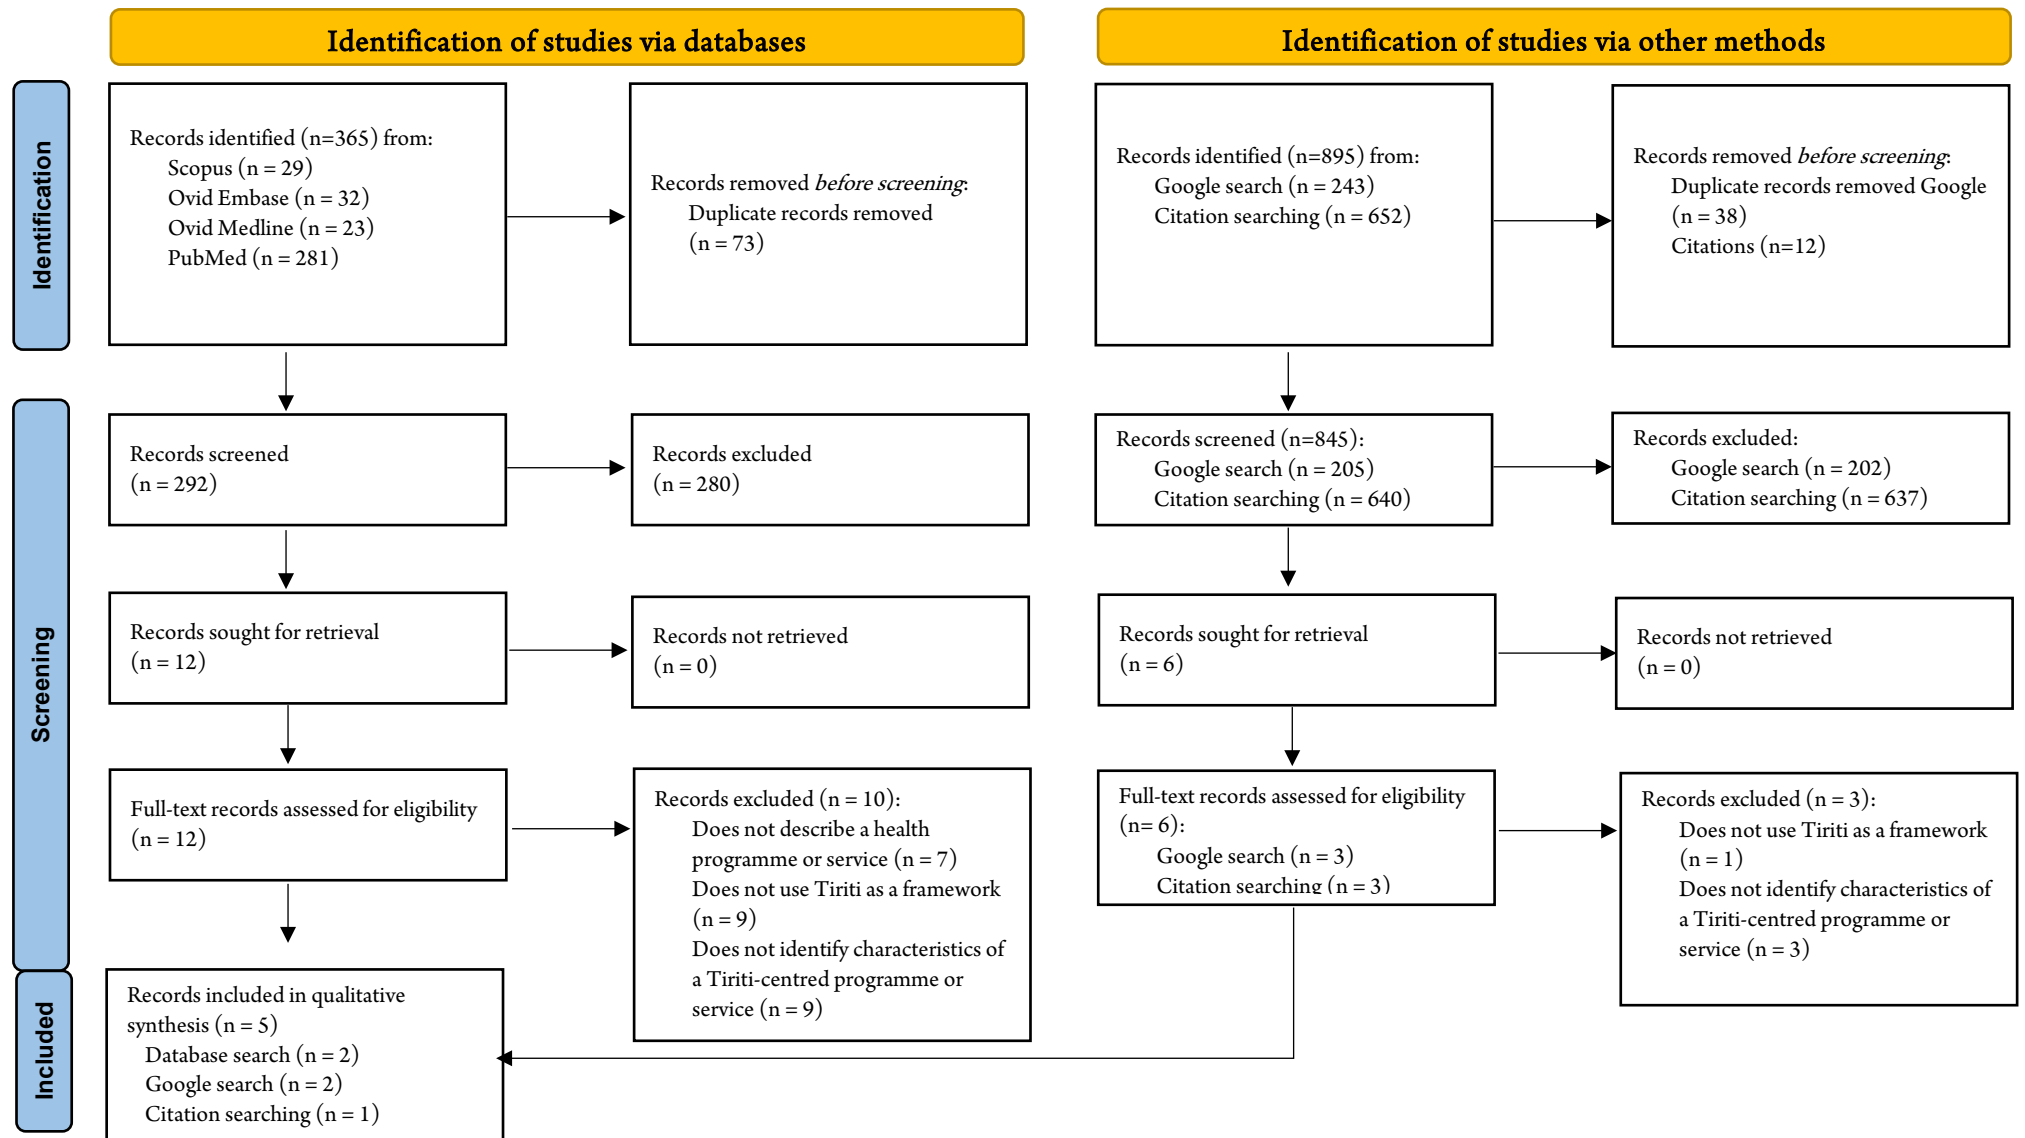 Identification of studies via databases
Identification of studies via other methods
Identification
Records identified (n=365) from:
Scopus (n = 29)
Ovid Embase (n = 32)
Ovid Medline (n = 23)
PubMed (n = 281)
Records removed before screening:
Duplicate records removed
(n = 73)
Records identified (n=895) from:
Google search (n = 243)
Citation searching (n = 652)
Records removed before screening:
Duplicate records removed Google
(n = 38)
Citations (n=12)
Screening
Records screened
(n = 292)
Records excluded
(n = 280)
Records screened (n=845):
Google search (n = 205)
Citation searching (n = 640)
Records excluded:
Google search (n = 202)
Citation searching (n = 637)
Records sought for retrieval
(n = 12)
Records not retrieved
(n = 0)
Records sought for retrieval
(n = 6)
Records not retrieved
(n = 0)
Full-text records assessed for eligibility
(n = 12)
Records excluded (n = 10):
Does not describe a health
programme or service (n = 7)
Does not use Tiriti as a framework
(n = 9)
Does not identify characteristics of
a Tiriti-centred programme or
service (n = 9)
Full-text records assessed for eligibility
(n= 6):
Google search (n = 3)
Citation searching (n = 3)
Records excluded (n = 3):
Does not use Tiriti as a framework
(n = 1)
Does not identify characteristics of
a Tiriti-centred programme or
service (n = 3)
Included
Records included in qualitative
synthesis (n = 5)
Database search (n = 2)
Google search (n = 2)
Citation searching (n = 1)